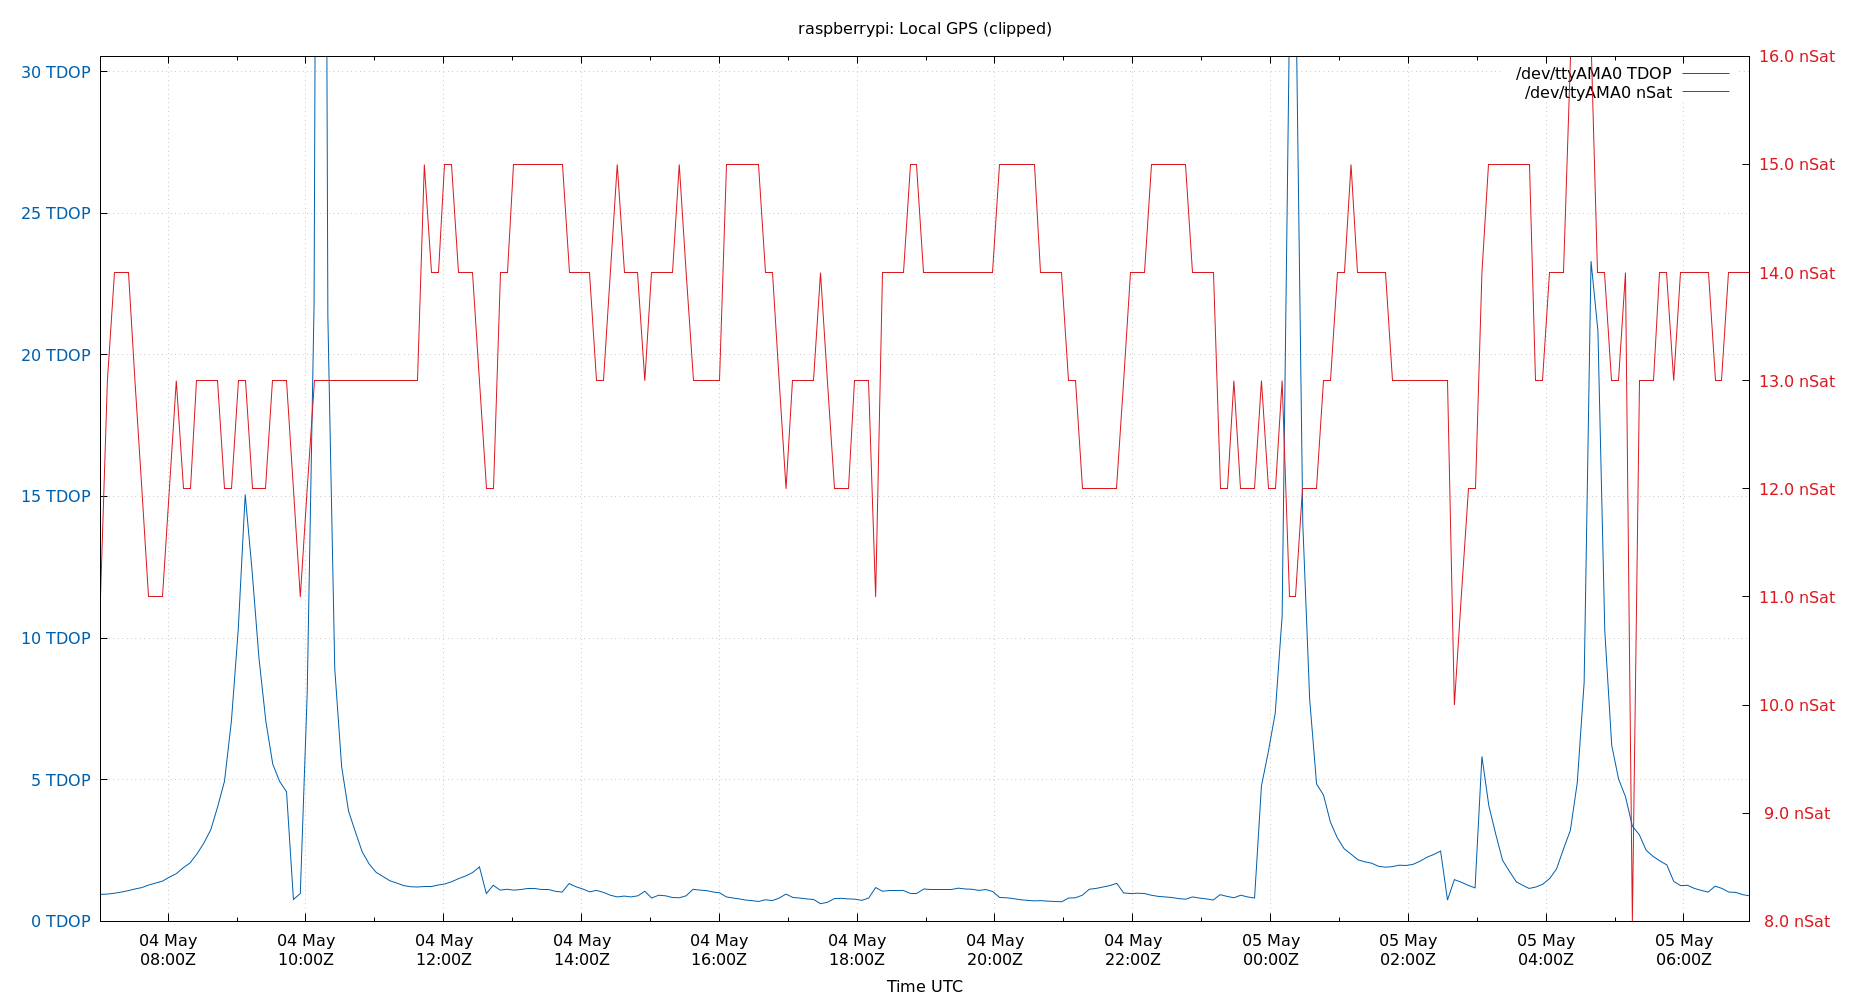 raspberrypi: Local GPS (clipped)
30 TDOP
25 TDOP
20 TDOP
15 TDOP
10 TDOP
5 TDOP
0 TDOP
16.0 nSat
15.0 nSat
14.0 nSat
13.0 nSat
12.0 nSat
11.0 nSat
10.0 nSat
9.0 nSat
8.0 nSat
/dev/ttyAMA0 TDOP
/dev/ttyAMA0 nSat
04 May 04 May 04 May 04 May 04 May 04 May 04 May 04 May 05 May 05 May 05 May 05 May
08:00Z 10:00Z 12:00Z 14:00Z 16:00Z 18:00Z 20:00Z 22:00Z 00:00Z 02:00Z 04:00Z 06:00Z
Time UTC